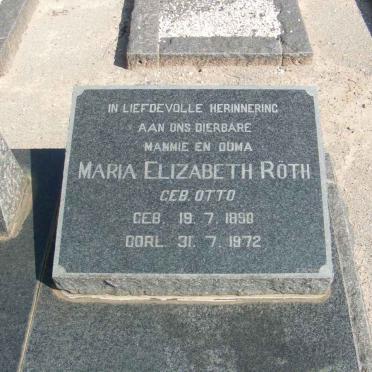 IN LIEFDEVOLLE HERINNERING
AAN ONS DIERBARE
MAMMIE EN OUMA
MARIA ELIZABETH RÖTH
GEB. OTTO
GEB. 19. 7. 1890
OORL. 31. 7. 1972